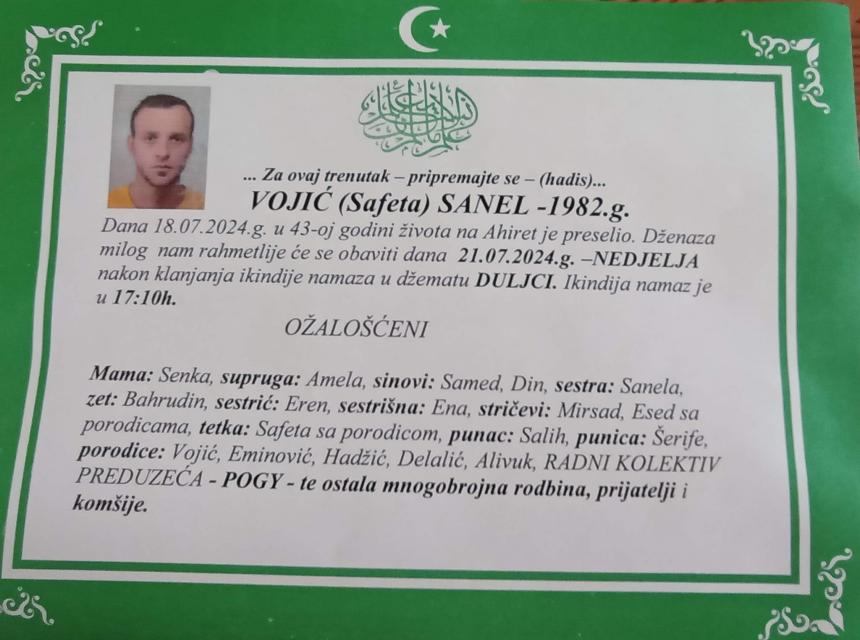 ... Za ovaj trenutak – pripremajte se – (hadis)...
VOJIĆ (Safeta) SANEL -1982.g.
Dana 18.07.2024.g. u 43-oj godini života na Ahiret je preselio. Dženaza
milog nam rahmetlije će se obaviti dana 21.07.2024.g. –NEDJELJA
nakon klanjanja ikindije namaza u džematu DULJCI. Ikindija namaz je
u 17:10h.
OŽALOŠĆENI
Mama: Senka, supruga: Amela, sinovi: Samed, Din, sestra: Sanela,
zet: Bahrudin, sestrić: Eren, sestrišna: Ena, stričevi: Mirsad, Esed sa
porodicama, tetka: Safeta sa porodicom, punac: Salih, punica: Šerife,
porodice: Vojić, Eminović, Hadžić, Delalić, Alivuk, RADNI KOLEKTIV
PREDUZEĆA - POGY - te ostala mnogobrojna rodbina, prijatelji i
komšije.